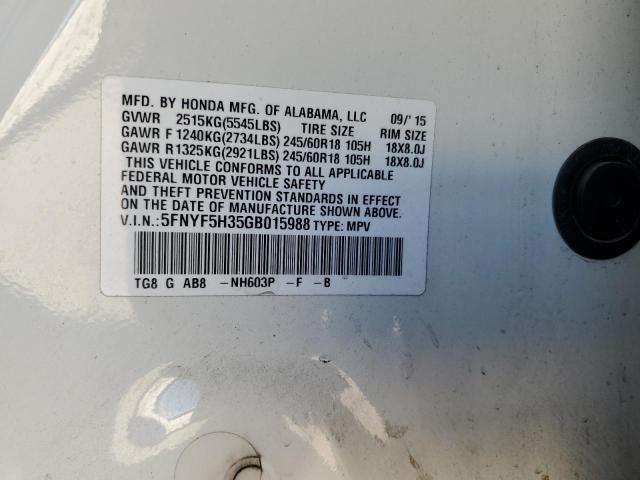 MFD. BY HONDA MFG. OF ALABAMA, LLC 09/'15
GVWR 2515KG(5545LBS) TIRE SIZE RIM SIZE
GAWR F 1240KG(2734LBS) 245/60R18 105H 18X8.0J
GAWR R1325KG(2921LBS) 245/60R18 105H 18X8.0J
THIS VEHICLE CONFORMS TO ALL APPLICABLE
FEDERAL MOTOR VEHICLE SAFETY
AND THEFT PREVENTION STANDARDS IN EFFECT
ON THE DATE OF MANUFACTURE SHOWN ABOVE.
V.I.N.:5FNYF5H35GB015988 TYPE: MPV
TG8 G AB8 -NH603P -F -B